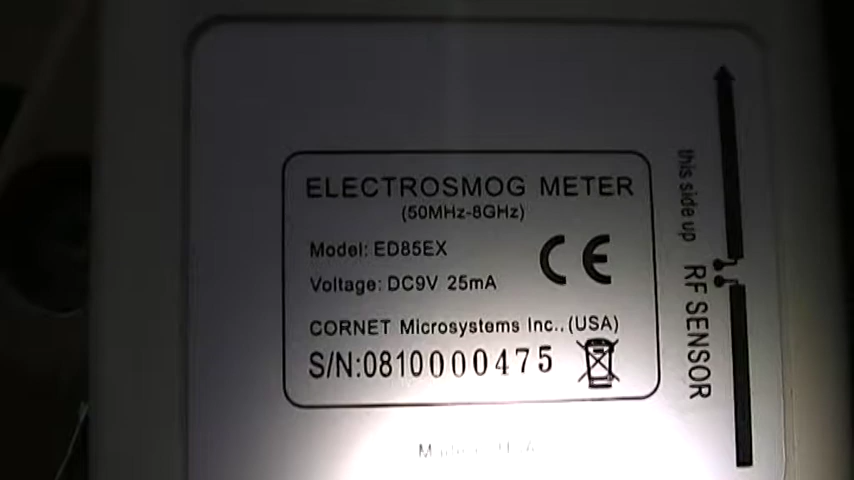 ELECTROSMOG METER
(50MHz-8GHz)
Model: ED85EX
Voltage: DC9V 25mA
CE
CORNET Microsystems Inc.. (USA)
S/N:0810000475
this side up
RF SENSOR